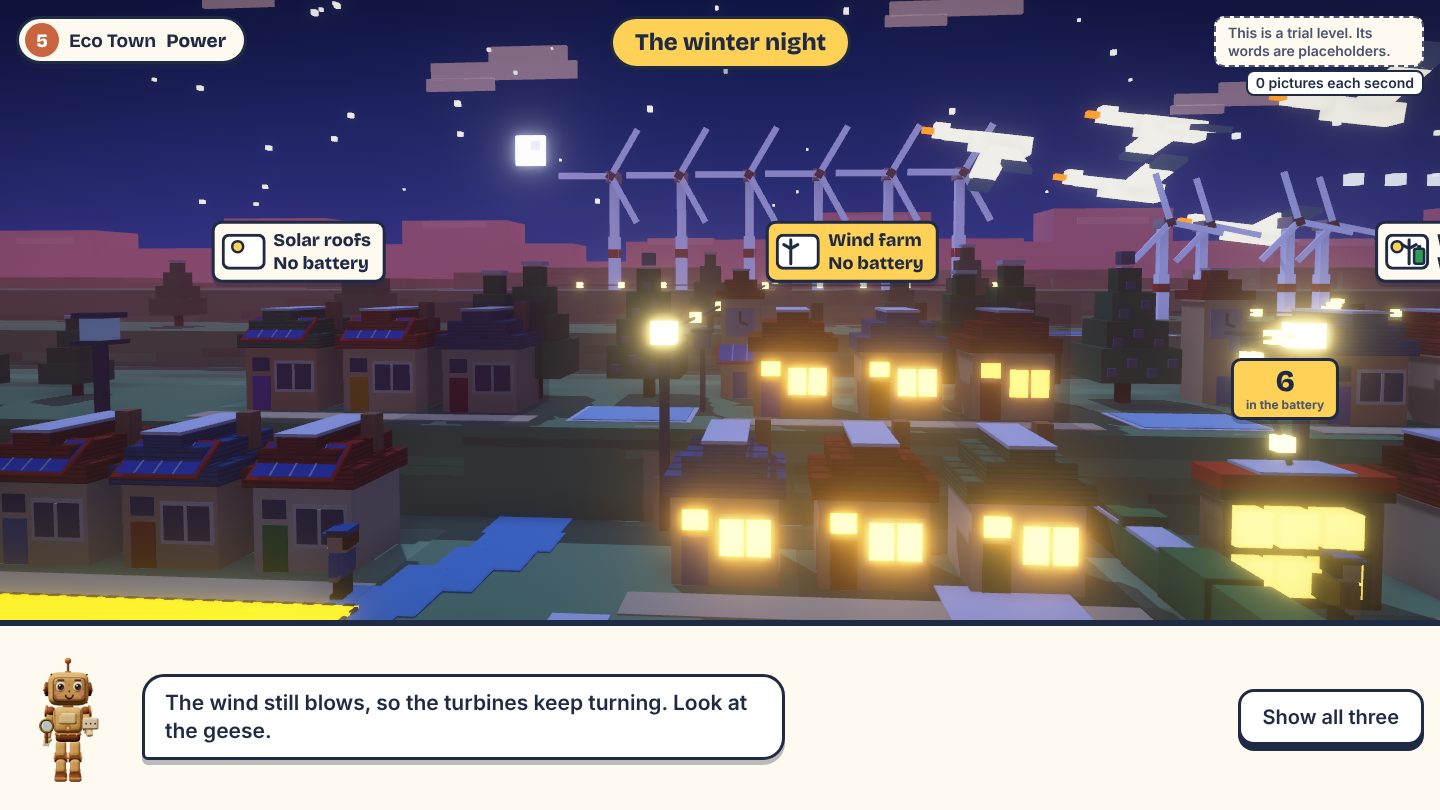 5 Eco Town Power
The winter night
This is a trial level. Its
words are placeholders.
0 pictures each second
Solar roofs
No battery
Wind farm
No battery
6
in the battery
The wind still blows, so the turbines keep turning. Look at
the geese.
Show all three